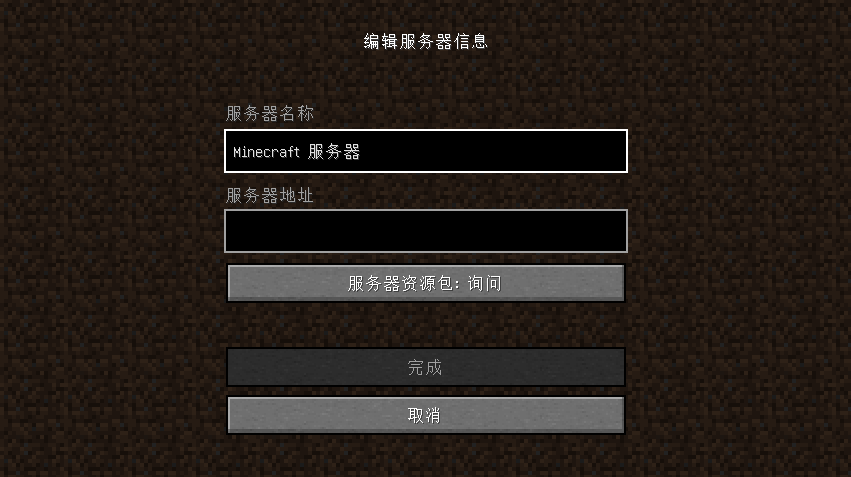 编辑服务器信息
服务器名称
Minecraft 服务器
服务器地址
服务器资源包: 询问
完成
取消